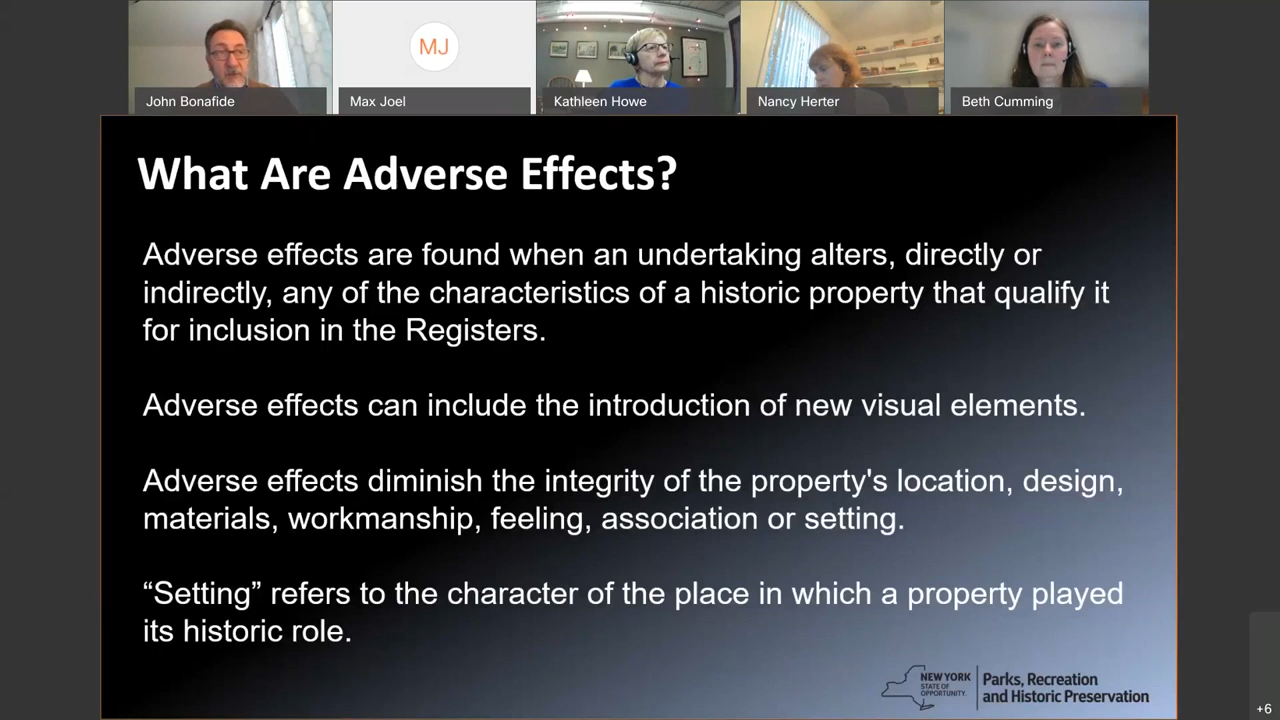 MJ
John Bonafide
Max Joel
Kathleen Howe
Nancy Herter
Beth Cumming
What Are Adverse Effects?
Adverse effects are found when an undertaking alters, directly or
indirectly, any of the characteristics of a historic property that qualify it
for inclusion in the Registers.
Adverse effects can include the introduction of new visual elements.
Adverse effects diminish the integrity of the property's location, design,
materials, workmanship, feeling, association or setting.
“Setting” refers to the character of the place in which a property played
its historic role.
NEW YORK
STATE OF
OPPORTUNITY.
Parks, Recreation
and Historic Preservation
+6